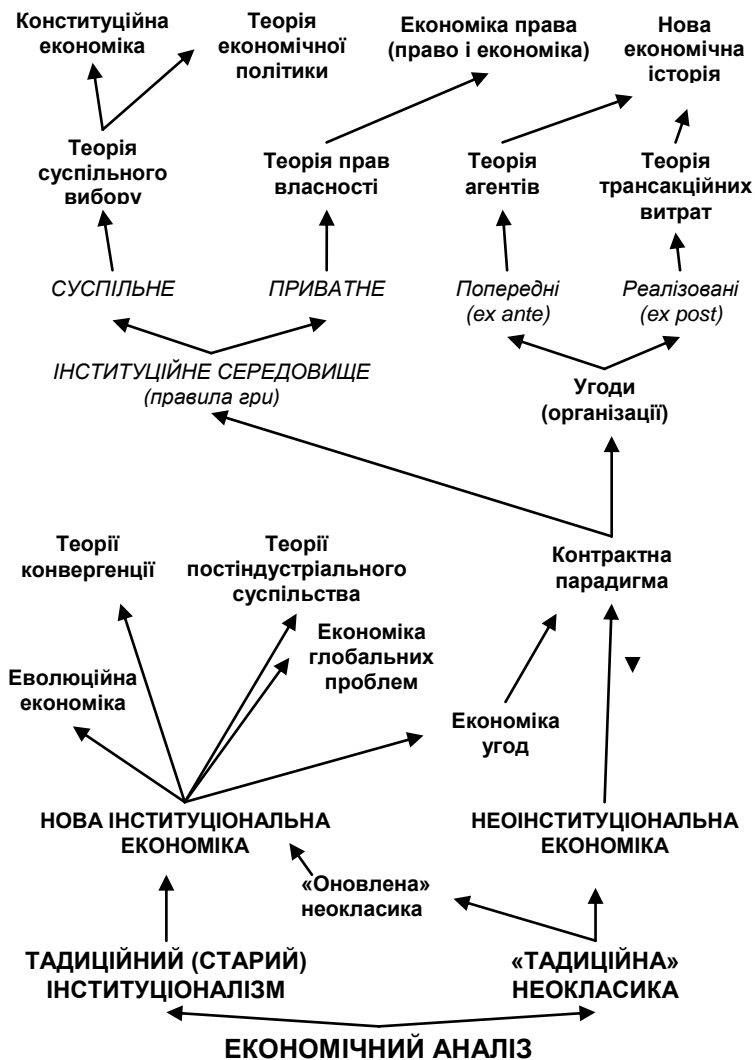 Конституційна
економіка
Теорія
економічної
політики
Економіка права
(право і економіка)
Нова
економічна
історія
Теорія
суспільного
вибору
Теорія прав
власності
Теорія
агентів
Теорія
трансакційних
витрат
СУСПІЛЬНЕ
ПРИВАТНЕ
Попередні
(ex ante)
Реалізовані
(ex post)
ІНСТИТУЦІЙНЕ СЕРЕДОВИЩЕ
(правила гри)
Угоди
(організації)
Теорії
конвергенції
Теорії
постіндустріального
суспільства
Контрактна
парадигма
Економіка
глобальних
проблем
Еволюційна
економіка
Економіка
угод
НОВА ІНСТИТУЦІОНАЛЬНА
ЕКОНОМІКА
НЕОІНСТИТУЦІОНАЛЬНА
ЕКОНОМІКА
«Оновлена»
неокласика
ТАДИЦІЙНИЙ (СТАРИЙ)
ІНСТИТУЦІОНАЛІЗМ
«ТАДИЦІЙНА»
НЕОКЛАСИКА
ЕКОНОМІЧНИЙ АНАЛІЗ